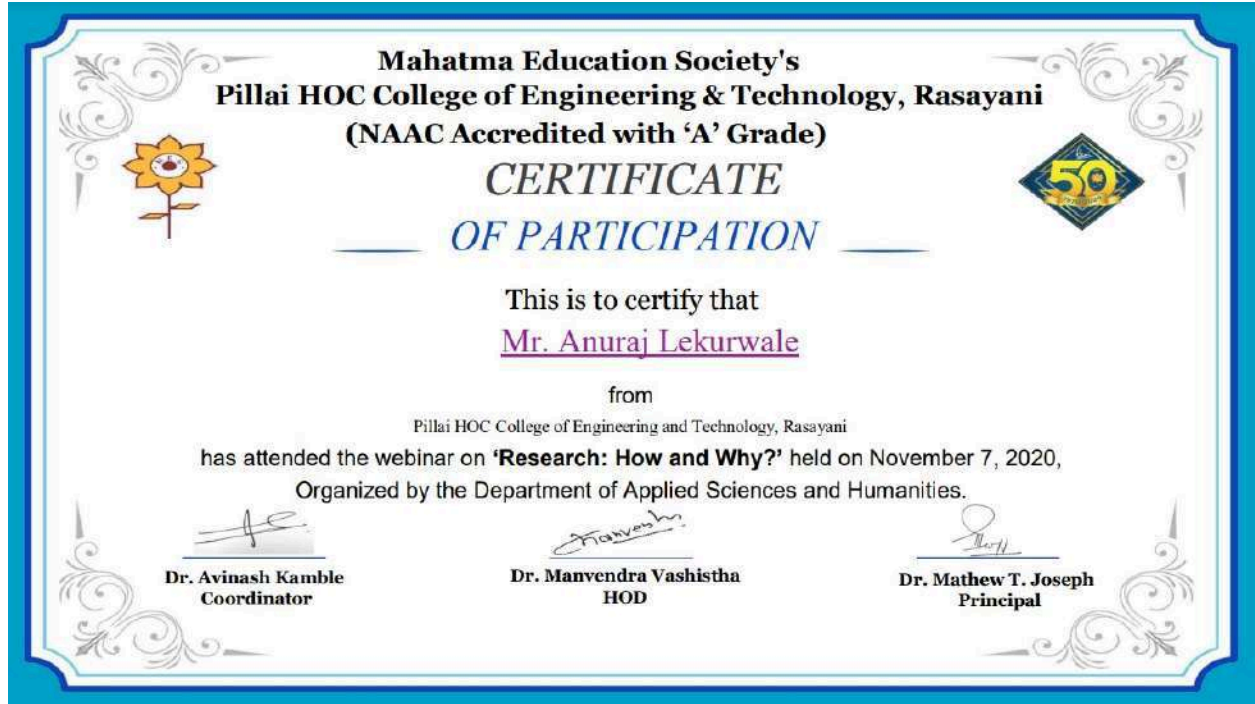 Mahatma Education Society's
Pillai HOC College of Engineering & Technology, Rasayani
(NAAC Accredited with ‘A’ Grade)
CERTIFICATE
OF PARTICIPATION
50
This is to certify that
Mr. Anuraj Lekurwale
from
Pillai HOC College of Engineering and Technology, Rasayani
has attended the webinar on ‘Research: How and Why?’ held on November 7, 2020,
Organized by the Department of Applied Sciences and Humanities.
Dr. Avinash Kamble
Coordinator
Dr. Manvendra Vashistha
HOD
Dr. Mathew T. Joseph
Principal